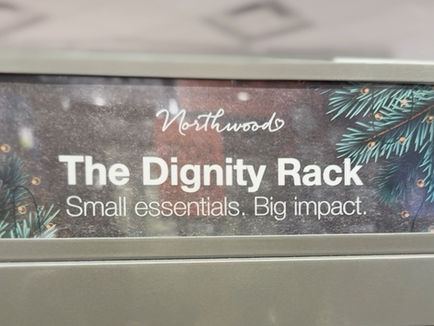 Northwood
The Dignity Rack
Small essentials. Big impact.